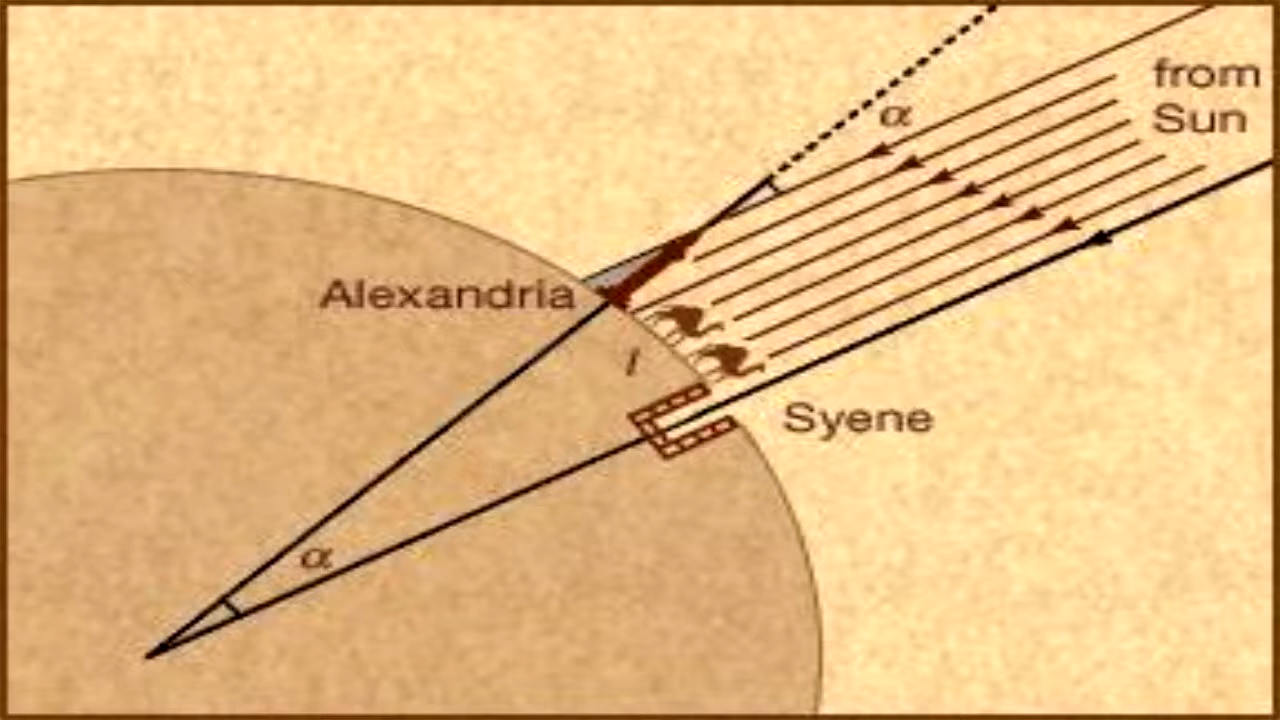 from
Sun
α
Alexandria
l
Syene
α